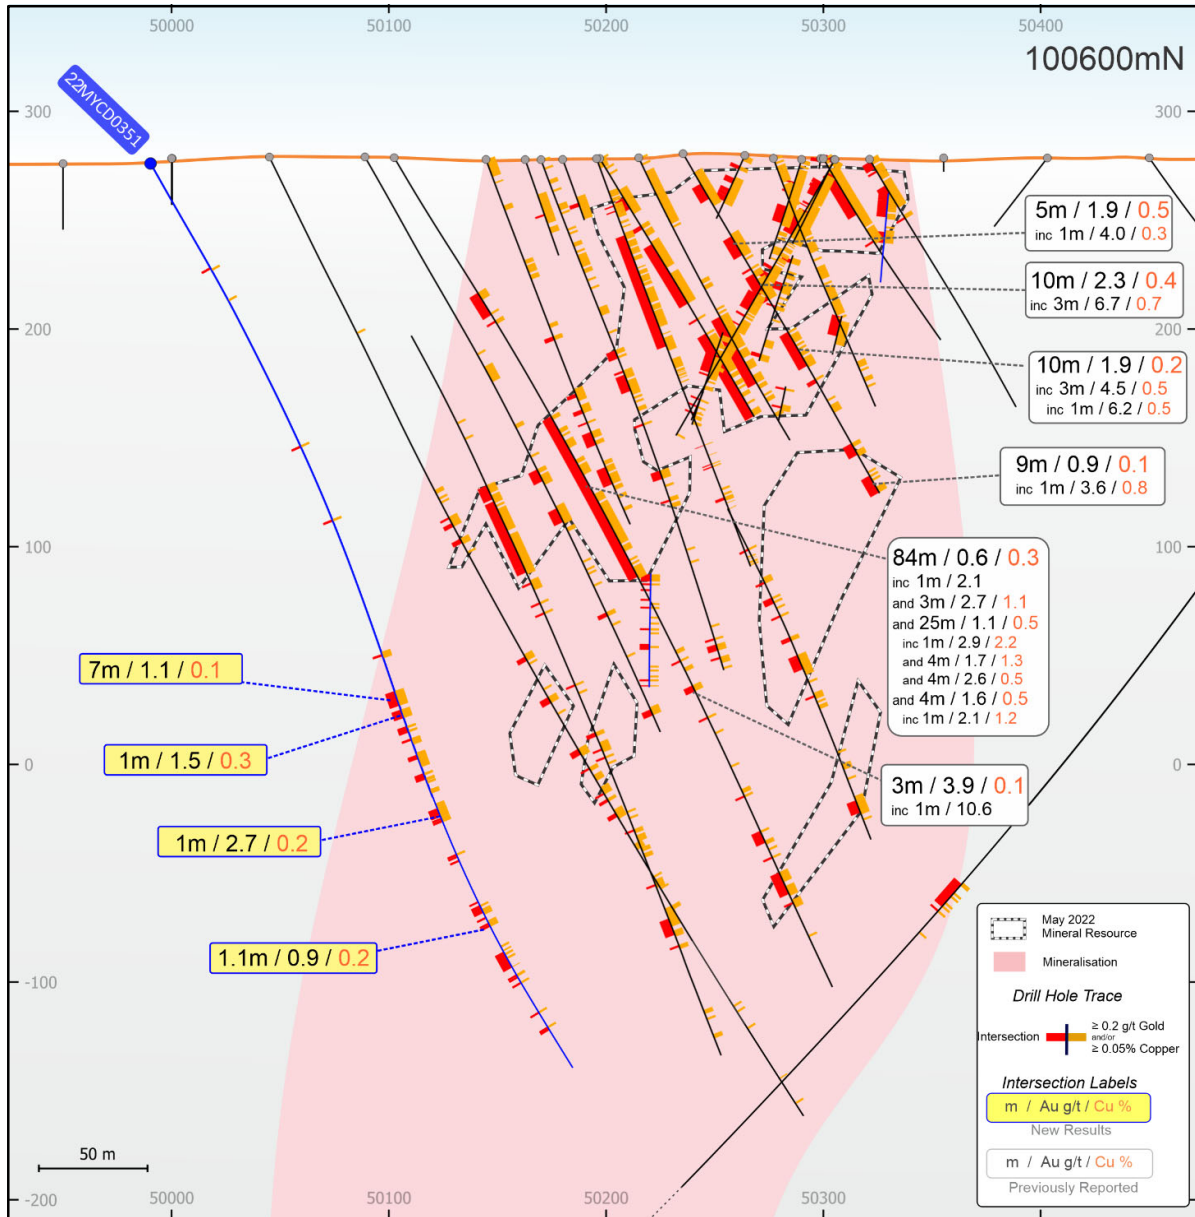 50000 50100 50200 50300 50400
100600mN
22MYCD0351
300 300
200 200
100 100
0 0
-100
-200
5m / 1.9 / 0.5
inc 1m / 4.0 / 0.3
10m / 2.3 / 0.4
inc 3m / 6.7 / 0.7
10m / 1.9 / 0.2
inc 3m / 4.5 / 0.5
inc 1m / 6.2 / 0.5
9m / 0.9 / 0.1
inc 1m / 3.6 / 0.8
84m / 0.6 / 0.3
inc 1m / 2.1
and 3m / 2.7 / 1.1
and 25m / 1.1 / 0.5
inc 1m / 2.9 / 2.2
and 4m / 1.7 / 1.3
and 4m / 2.6 / 0.5
and 4m / 1.6 / 0.5
inc 1m / 2.1 / 1.2
3m / 3.9 / 0.1
inc 1m / 10.6
7m / 1.1 / 0.1
1m / 1.5 / 0.3
1m / 2.7 / 0.2
1.1m / 0.9 / 0.2
May 2022
Mineral Resource
Mineralisation
Drill Hole Trace
Intersection
≥ 0.2 g/t Gold
and/or
≥ 0.05% Copper
Intersection Labels
m / Au g/t / Cu %
New Results
m / Au g/t / Cu %
Previously Reported
50 m
50000 50100 50200 50300